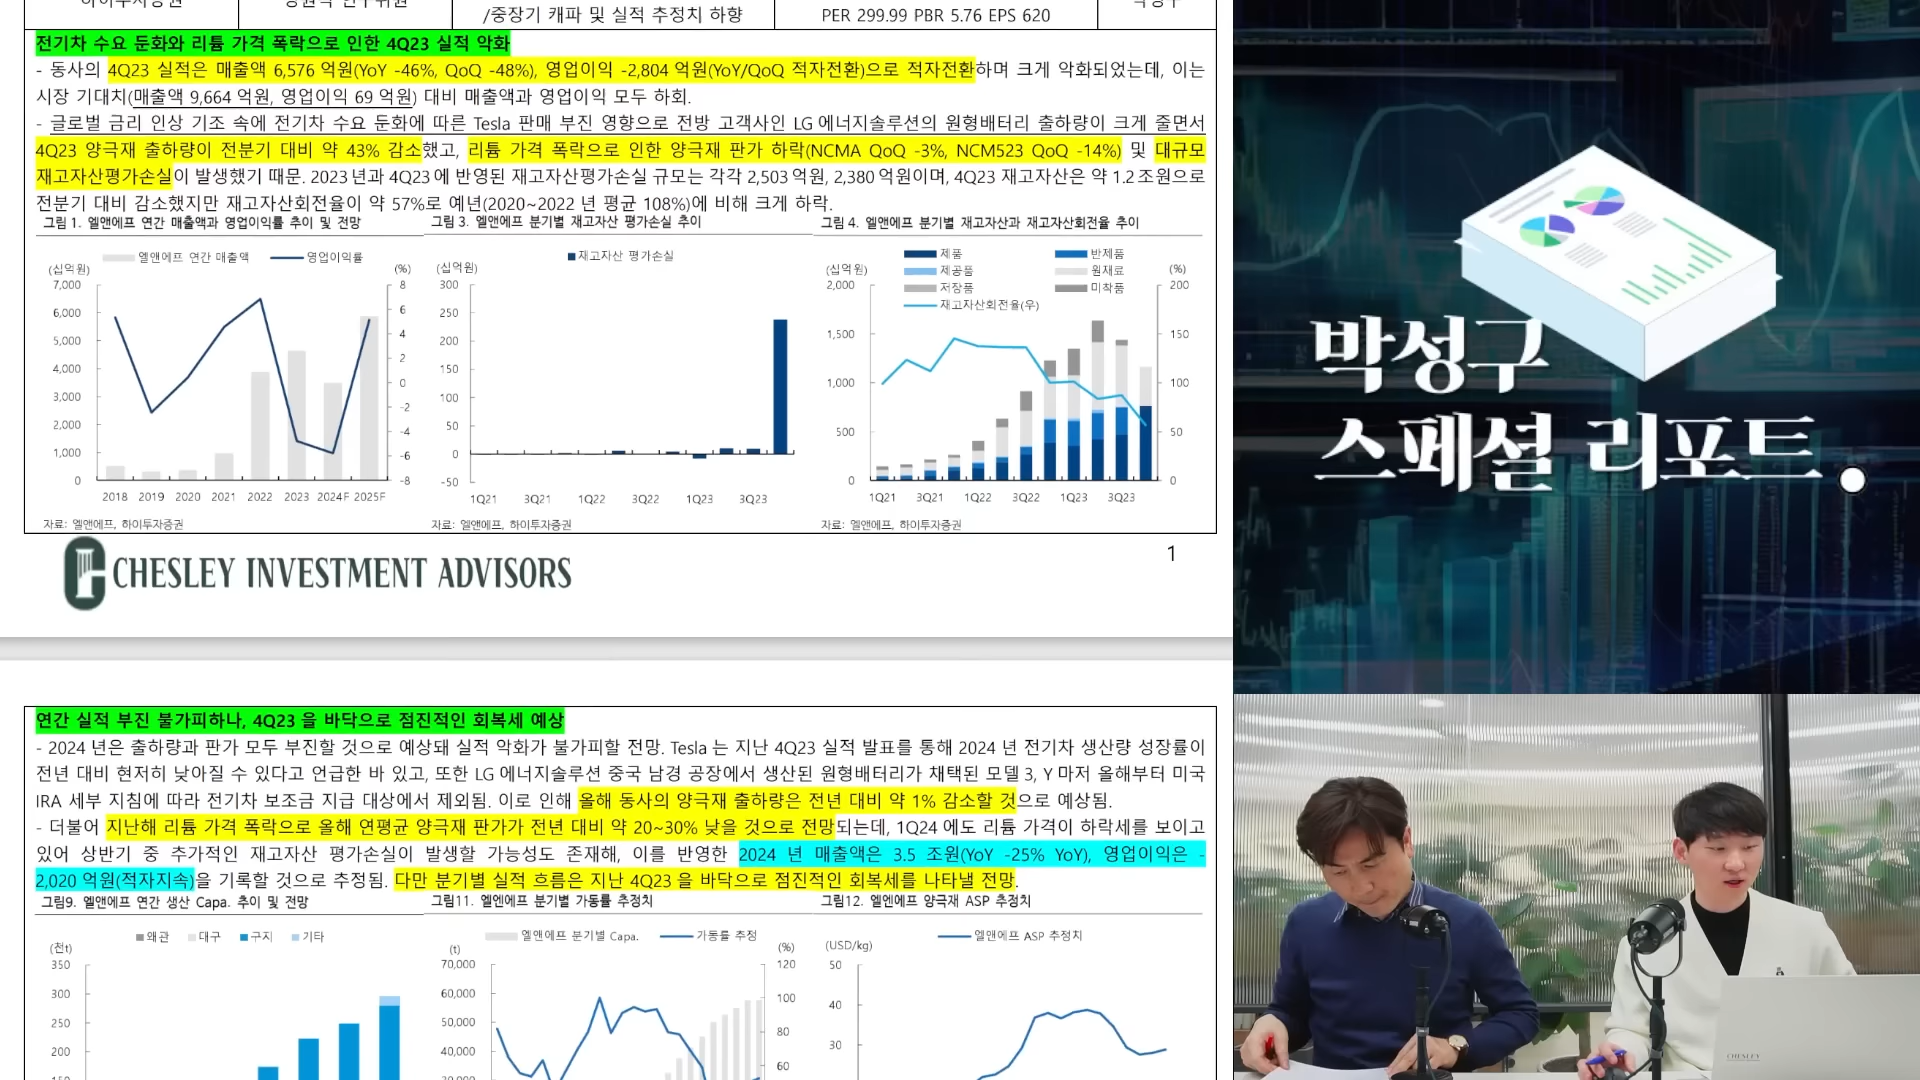 /중장기 캐파 및 실적 추정치 하향
PER 299.99 PBR 5.76 EPS 620
전기차 수요 둔화와 리튬 가격 폭락으로 인한 4Q23 실적 악화
- 동사의 4Q23 실적은 매출액 6,576 억원(YoY -46%, QoQ -48%), 영업이익 -2,804 억원(YoY/QoQ 적자전환)으로 적자전환하며 크게 악화되었는데, 이는
시장 기대치(매출액 9,664 억원, 영업이익 69 억원) 대비 매출액과 영업이익 모두 하회.
- 글로벌 금리 인상 기조 속에 전기차 수요 둔화에 따른 Tesla 판매 부진 영향으로 전방 고객사인 LG에너지솔루션의 원형배터리 출하량이 크게 줄면서
4Q23 양극재 출하량이 전분기 대비 약 43% 감소했고, 리튬 가격 폭락으로 인한 양극재 판가 하락(NCMA QoQ -3%, NCM523 QoQ -14%) 및 대규모
재고자산평가손실이 발생했기 때문. 2023년과 4Q23에 반영된 재고자산평가손실 규모는 각각 2,503억원, 2,380억원이며, 4Q23 재고자산은 약 1.2조원으로
전분기 대비 감소했지만 재고자산회전율이 약 57%로 예년(2020~2022 년 평균 108%)에 비해 크게 하락.
그림 1. 엘앤에프 연간 매출액과 영업이익률 추이 및 전망
엘앤에프 연간 매출액
영업이익률
(십억원)
(%)
7,000
6,000
5,000
4,000
3,000
2,000
1,000
0
8
6
4
2
0
-2
-4
-6
-8
2018 2019 2020 2021 2022 2023 2024F 2025F
자료: 엘앤에프, 하이투자증권
그림 3. 엘앤에프 분기별 재고자산 평가손실 추이
재고자산 평가손실
(십억원)
300
250
200
150
100
50
0
-50
1Q21 3Q21 1Q22 3Q22 1Q23 3Q23
자료: 엘앤에프, 하이투자증권
그림 4. 엘앤에프 분기별 재고자산과 재고자산회전율 추이
제품
반제품
제공품
원재료
저장품
미착품
재고자산회전율(우)
(십억원)
(%)
2,000
1,500
1,000
500
0
200
150
100
50
0
1Q21 3Q21 1Q22 3Q22 1Q23 3Q23
자료: 엘앤에프, 하이투자증권
CHESLEY INVESTMENT ADVISORS
1
연간 실적 부진 불가피하나, 4Q23 을 바닥으로 점진적인 회복세 예상
- 2024 년은 출하량과 판가 모두 부진할 것으로 예상돼 실적 악화가 불가피할 전망. Tesla 는 지난 4Q23 실적 발표를 통해 2024 년 전기차 생산량 성장률이
전년 대비 현저히 낮아질 수 있다고 언급한 바 있고, 또한 LG에너지솔루션 중국 남경 공장에서 생산된 원형배터리가 채택된 모델 3, Y 마저 올해부터 미국
IRA 세부 지침에 따라 전기차 보조금 지급 대상에서 제외됨. 이로 인해 올해 동사의 양극재 출하량은 전년 대비 약 1% 감소할 것으로 예상됨.
- 더불어 지난해 리튬 가격 폭락으로 올해 연평균 양극재 판가가 전년 대비 약 20~30% 낮을 것으로 전망되는데, 1Q24 에도 리튬 가격이 하락세를 보이고
있어 상반기 중 추가적인 재고자산 평가손실이 발생할 가능성도 존재해, 이를 반영한 2024 년 매출액은 3.5 조원(YoY -25% YoY), 영업이익은 -
2,020 억원(적자지속)을 기록할 것으로 추정됨. 다만 분기별 실적 흐름은 지난 4Q23 을 바닥으로 점진적인 회복세를 나타낼 전망.
그림9. 엘앤에프 연간 생산 Capa. 추이 및 전망
왜관 대구 구지 기타
(천t)
350
300
250
200
150
그림11. 엘앤에프 분기별 가동률 추정치
엘앤에프 분기별 Capa.
가동률 추정
(t)
(%)
70,000
60,000
50,000
40,000
30,000
120
100
80
60
그림12. 엘앤에프 양극재 ASP 추정치
엘앤에프 ASP 추정치
(USD/kg)
50
40
30
박성구
스페셜 리포트.
CHESLEY